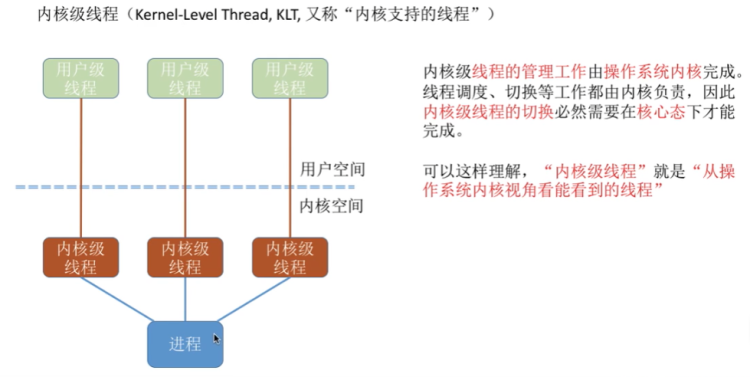 内核级线程（Kernel-Level Thread, KLT, 又称“内核支持的线程”）
用户级
线程
用户级
线程
用户级
线程
用户空间
内核空间
内核级
线程
内核级
线程
内核级
线程
进程
内核级线程的管理工作由操作系统内核完成。
线程调度、切换等工作都由内核负责，因此
内核级线程的切换必然需要在核心态下才能
完成。
可以这样理解，“内核级线程”就是“从操
作系统内核视角看能看到的线程”